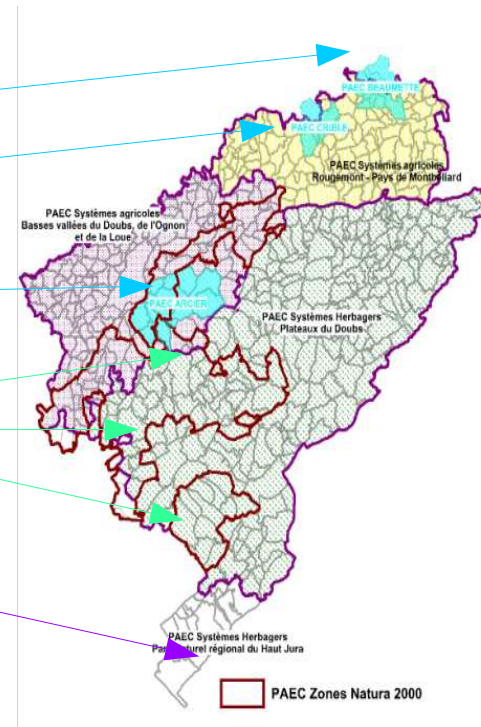 PAEC BEAUMETTE
PAEC CRIBLE
PAEC Systèmes agricoles
Rougemont - Pays de Montbéliard
PAEC Systèmes agricoles
Basses vallées du Doubs, de l'Ognon
et de la Loue
PAEC ARCIER
PAEC Systèmes Herbagers
Plateaux du Doubs
PAEC Systèmes Herbagers
régional du Haut Jura
PAEC Zones Natura 2000